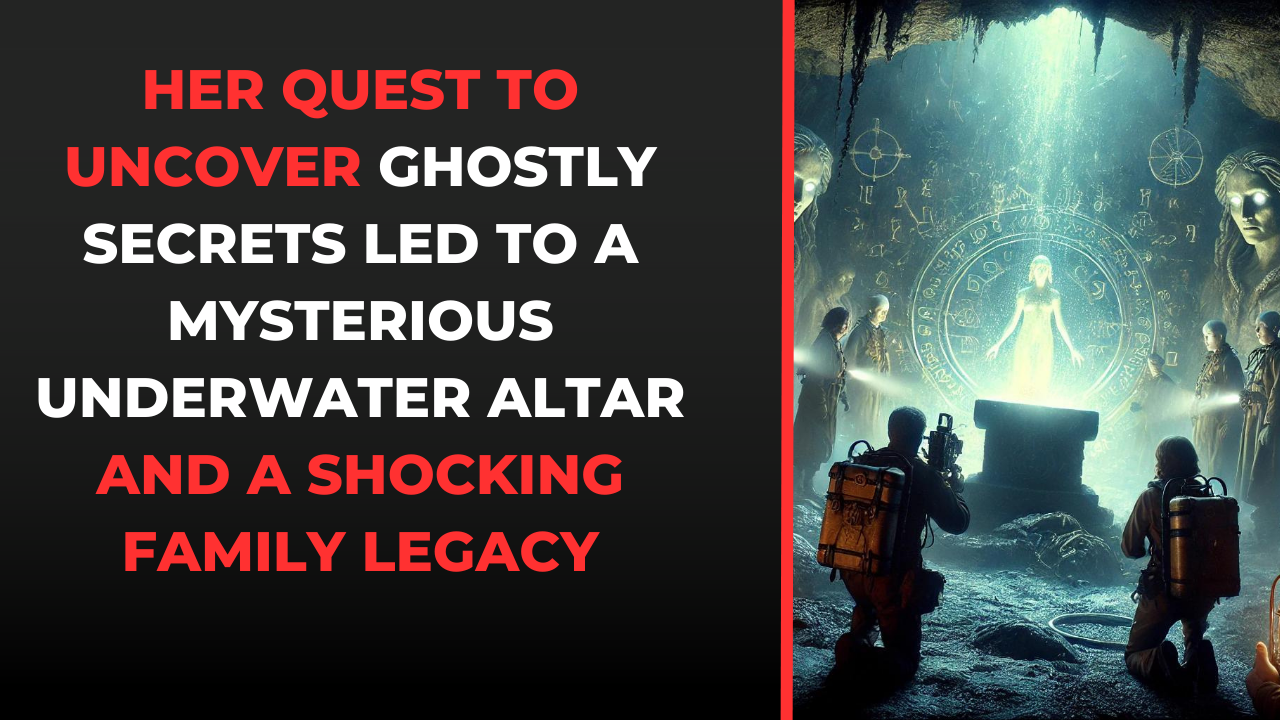 HER QUEST TO
UNCOVER GHOSTLY
SECRETS LED TO A
MYSTERIOUS
UNDERWATER ALTAR
AND A SHOCKING
FAMILY LEGACY